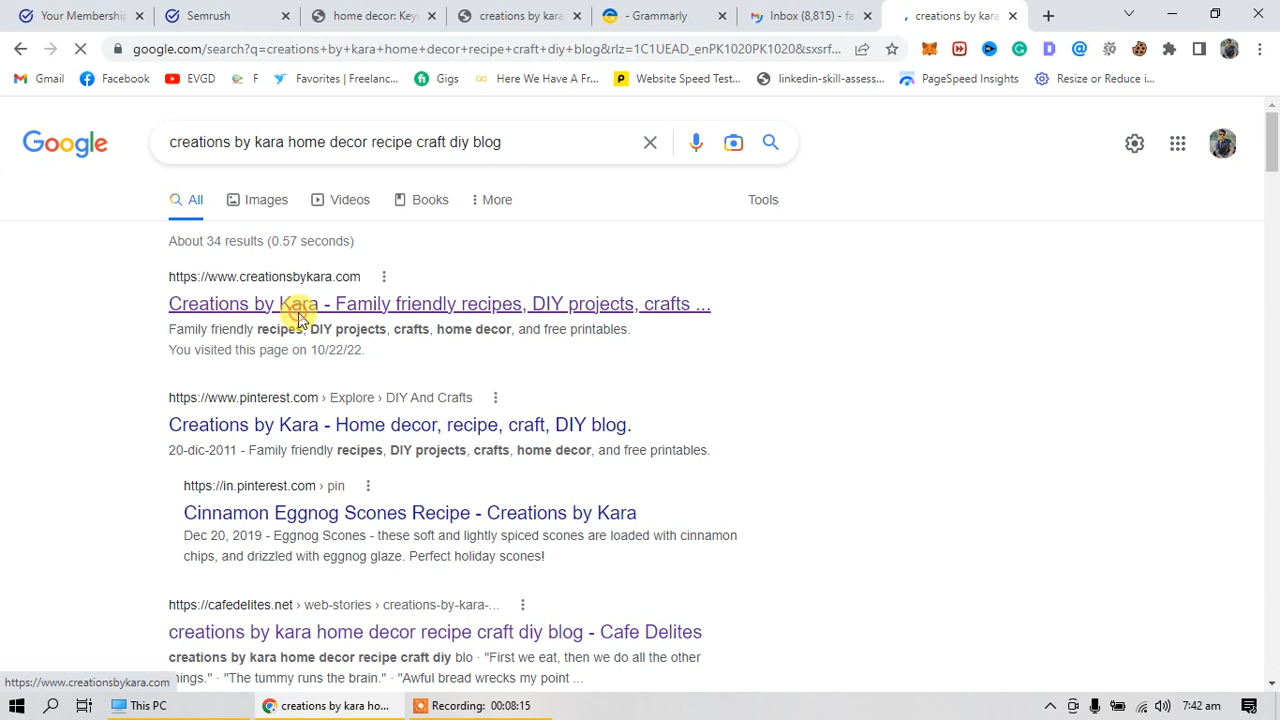 Your Membership
Semrush
home decor: Key
creations by kara
- Grammarly
Inbox (8,815) - fa
creations by kara
google.com/search?q=creations+by+kara+home+decor+recipe+craft+diy+blog&rlz=1C1UEAD_enPK1020PK1020&sxsrf...
Gmail
Facebook
EVGD
F
Favorites | Freelanc...
Gigs
Here We Have A Fr...
Website Speed Test...
linkedin-skill-assess...
PageSpeed Insights
Resize or Reduce i...
Google
creations by kara home decor recipe craft diy blog
All
Images
Videos
Books
More
Tools
About 34 results (0.57 seconds)
https://www.creationsbykara.com
Creations by Kara - Family friendly recipes, DIY projects, crafts ...
Family friendly recipes, DIY projects, crafts, home decor, and free printables.
You visited this page on 10/22/22.
https://www.pinterest.com › Explore › DIY And Crafts
Creations by Kara - Home decor, recipe, craft, DIY blog.
20-dic-2011 - Family friendly recipes, DIY projects, crafts, home decor, and free printables.
https://in.pinterest.com › pin
Cinnamon Eggnog Scones Recipe - Creations by Kara
Dec 20, 2019 - Eggnog Scones - these soft and lightly spiced scones are loaded with cinnamon
chips, and drizzled with eggnog glaze. Perfect holiday scones!
https://cafedelites.net › web-stories › creations-by-kara-...
creations by kara home decor recipe craft diy blog - Cafe Delites
creations by kara home decor recipe craft diy blo · "First we eat, then we do all the other
things." · "The tummy runs the brain." · "Awful bread wrecks my point ...
https://www.creationsbykara.com
This PC
creations by kara ho...
Recording: 00:08:15
7:42 am